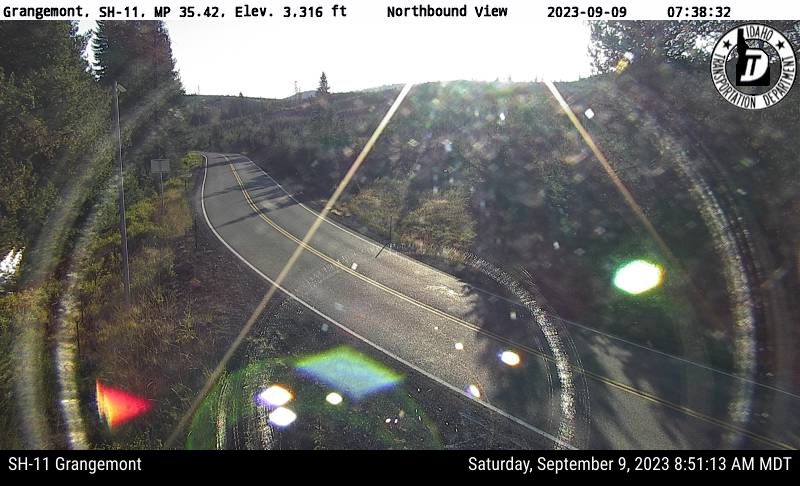 Grangemont, SH-11, MP 35.42, Elev. 3,316 ft Northbound View 2023-09-09 07:38:32
IDAHO
TRANSPORTATION DEPARTMENT
SH-11 Grangemont Saturday, September 9, 2023 8:51:13 AM MDT